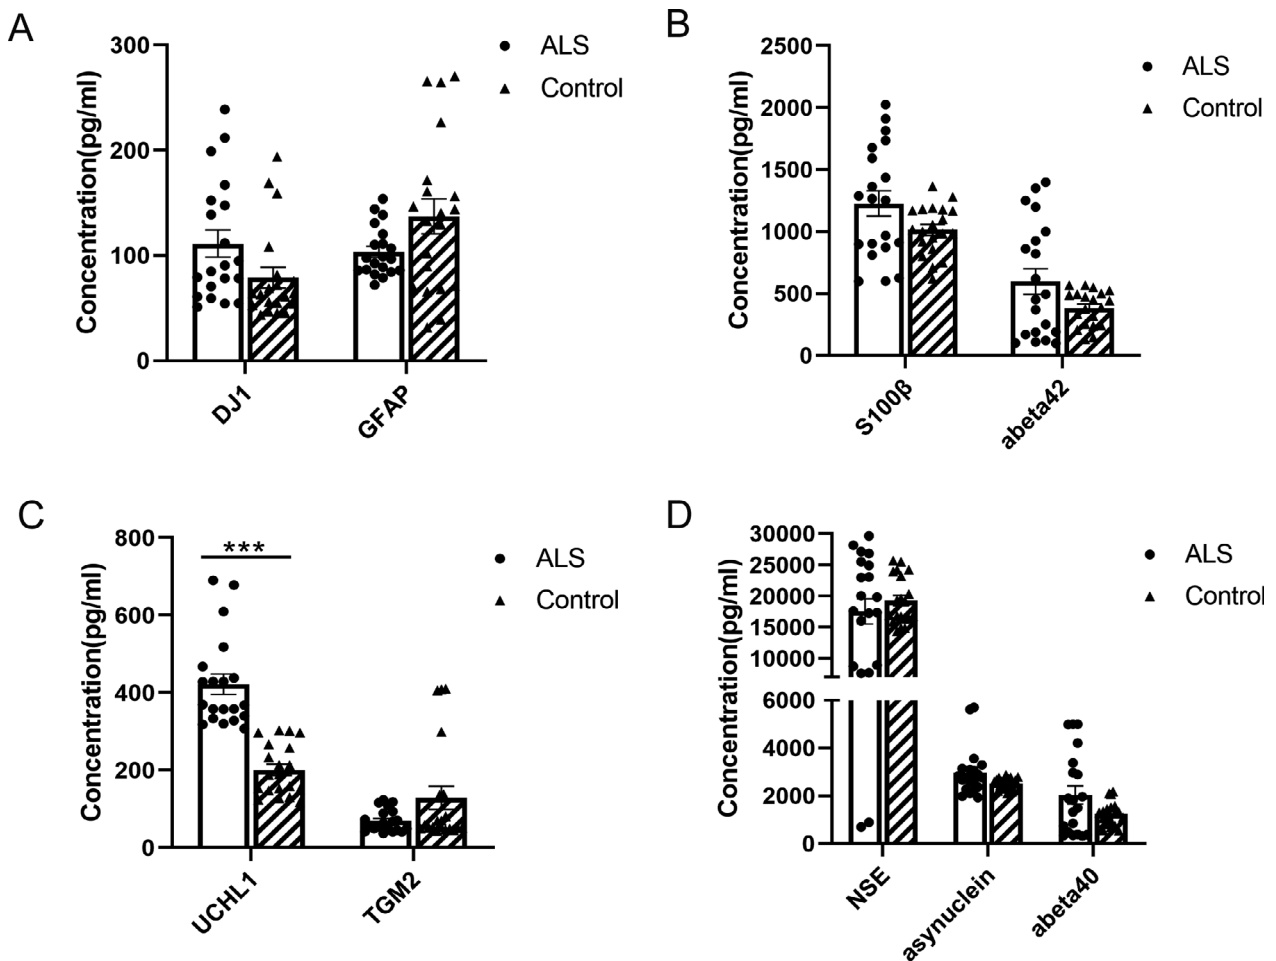 A
Concentration(pg/ml)
300
200
100
0
DJ1
GFAP
ALS
Control
B
Concentration(pg/ml)
2500
2000
1500
1000
500
0
S100β
abeta42
ALS
Control
C
Concentration(pg/ml)
800
600
400
200
0
***
UCHL1
TGM2
ALS
Control
D
Concentration(pg/ml)
30000
25000
20000
15000
10000
6000
4000
2000
0
NSE
asynuclein
abeta40
ALS
Control